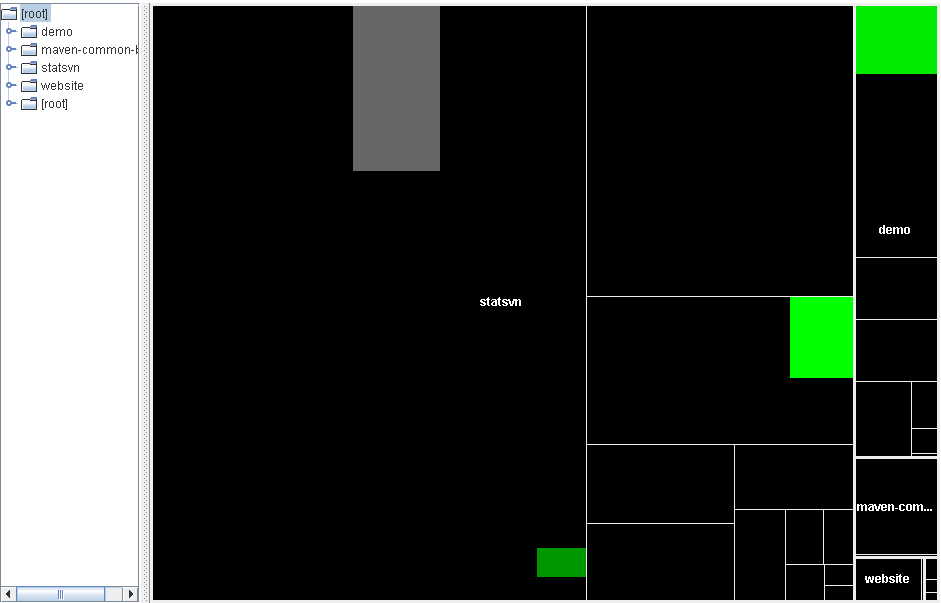 [root]
demo
maven-common-b
statsvn
website
[root]
statsvn
demo
maven-com...
website